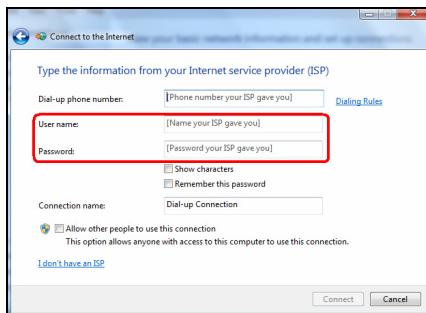 Connect to the Internet
Type the information from your Internet service provider (ISP)
Dial-up phone number: [Phone number your ISP gave you] Dialing Rules
User name: [Name your ISP gave you]
Password: [Password your ISP gave you]
Show characters
Remember this password
Connection name: Dial-up Connection
Allow other people to use this connection
This option allows anyone with access to this computer to use this connection.
I don't have an ISP
Connect Cancel